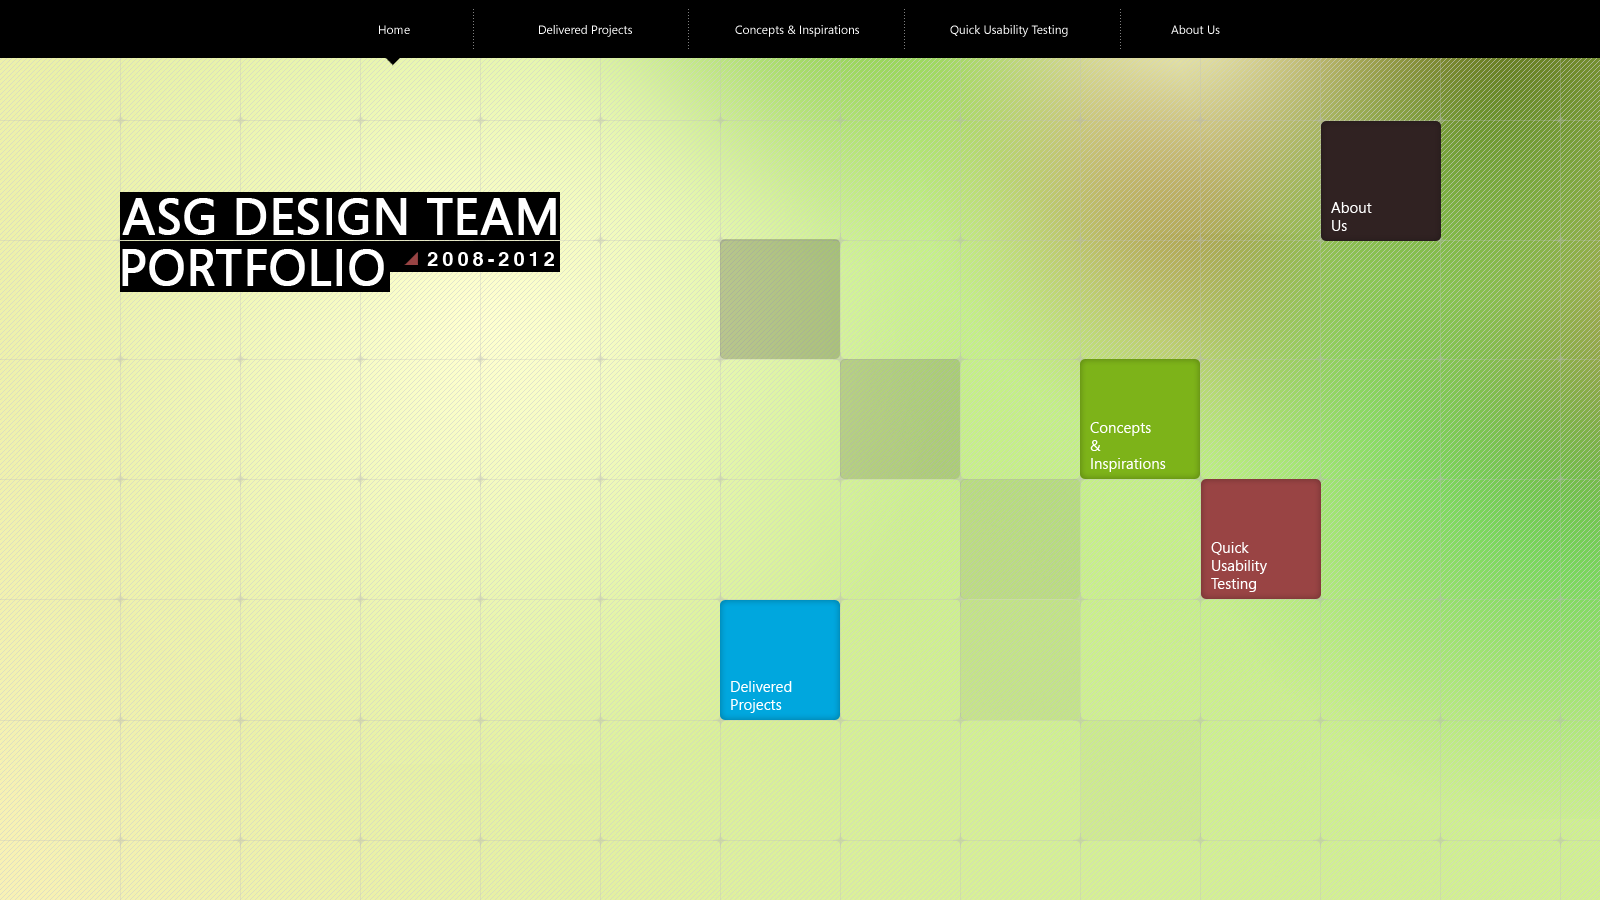 Home
Delivered Projects
Concepts & Inspirations
Quick Usability Testing
About Us
ASG DESIGN TEAM
PORTFOLIO
2008-2012
About
Us
Concepts
&
Inspirations
Quick
Usability
Testing
Delivered
Projects